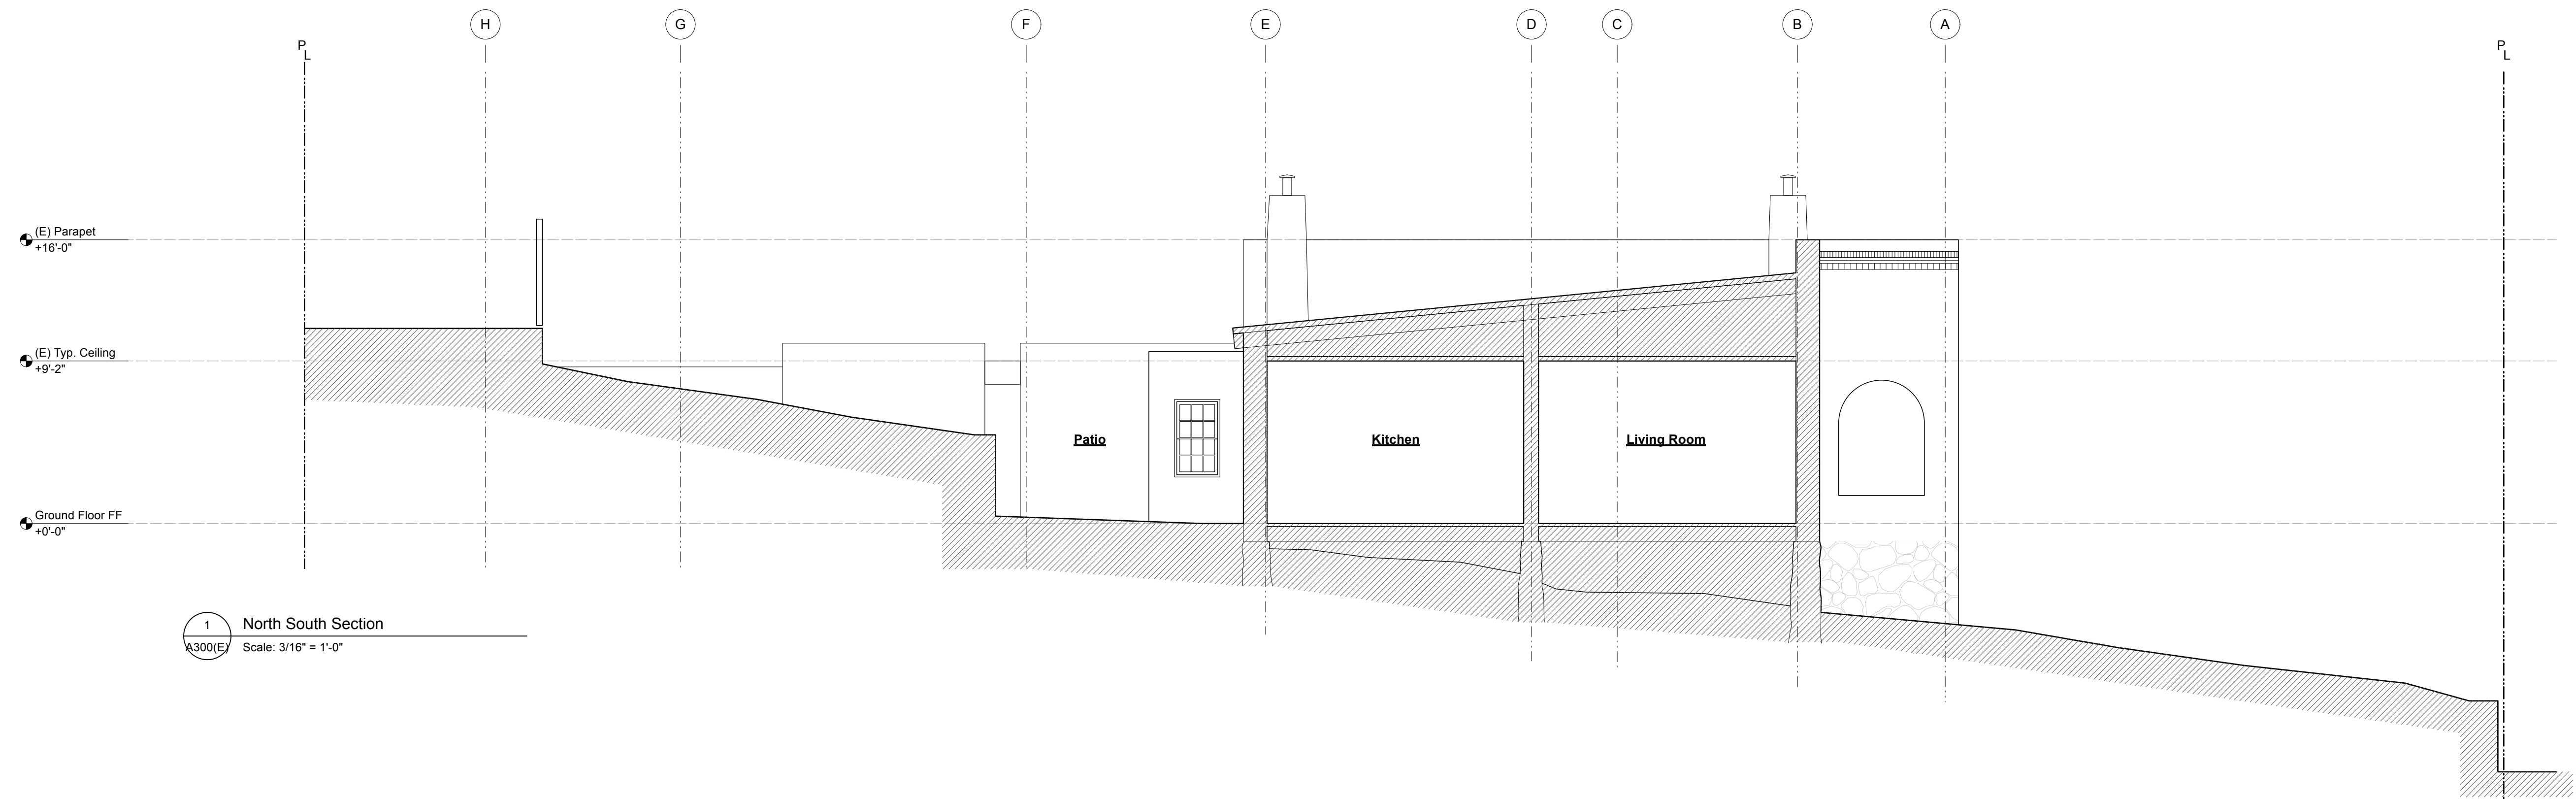 H
G
F
E
D
C
B
A
PL
PL
(E) Parapet
+16'-0"
(E) Typ. Ceiling
+9'-2"
Patio
Kitchen
Living Room
Ground Floor FF
+0'-0"
1
North South Section
A300(E)
Scale: 3/16" = 1'-0"